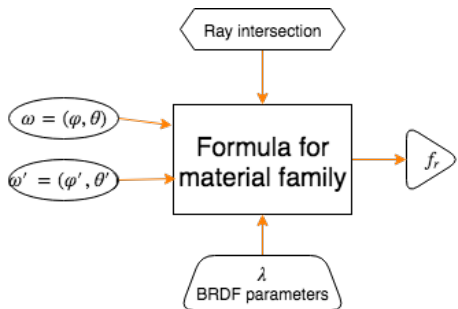 Ray intersection
ω = (φ, θ)
Formula for
material family
ω′ = (φ′, θ′)
f_r
λ
BRDF parameters